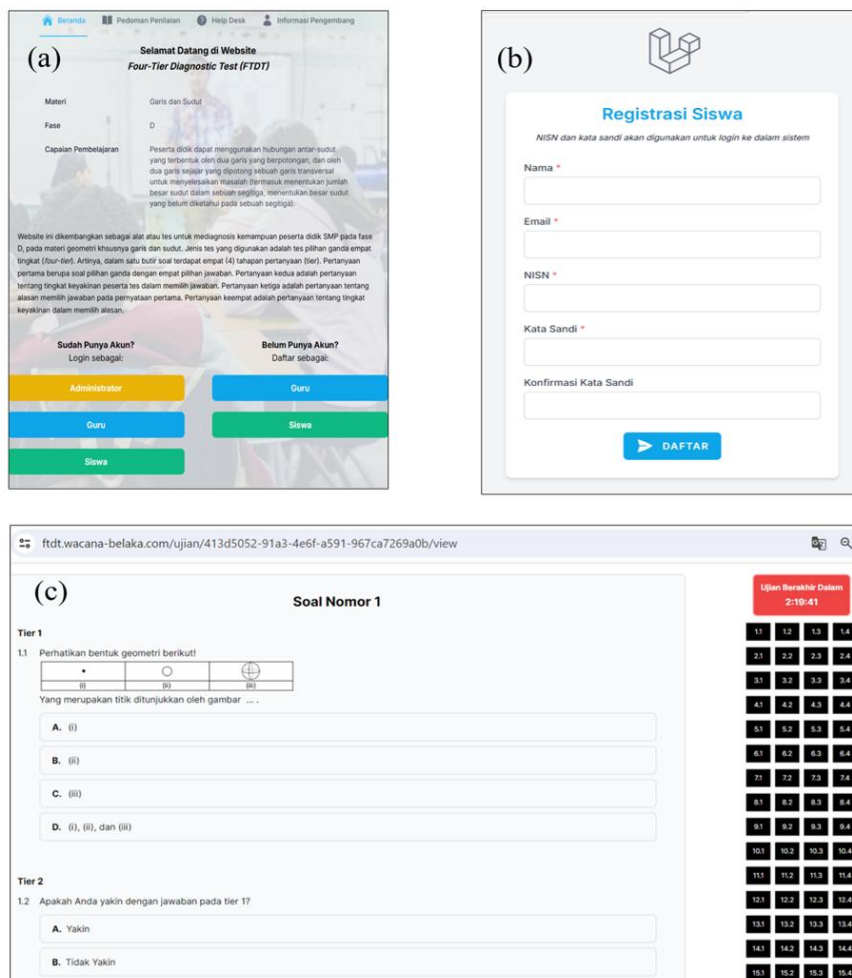 Beranda Pedoman Penilaian Help Desk Informasi Pengembang
(a)
Selamat Datang di Website
Four-Tier Diagnostic Test (FTDT)
Materi Garis dan Sudut
Fase D
Capaian Pembelajaran Peserta didik dapat menggunakan hubungan antar-sudut
yang terbentuk oleh dua garis yang berpotongan, dan oleh
dua garis sejajar yang dipotong sebuah garis transversal
untuk menyelesaikan masalah (termasuk menentukan jumlah
besar sudut dalam sebuah segitiga, menentukan besar sudut
yang belum diketahui pada sebuah segitiga).
Website ini dikembangkan sebagai alat atau tes untuk mediagnosis kemampuan peserta didik SMP pada fase
D, pada materi geometri khusunya garis dan sudut. Jenis tes yang digunakan adalah tes pilihan ganda empat
tingkat (four-tier). Artinya, dalam satu butir soal terdapat empat (4) tahapan pertanyaan (tier). Pertanyaan
pertama berupa soal pilihan ganda dengan empat pilihan jawaban. Pertanyaan kedua adalah pertanyaan
tentang tingkat keyakinan peserta tes dalam memilih jawaban. Pertanyaan ketiga adalah pertanyaan tentang
alasan memilih jawaban pada pernyataan pertama. Pertanyaan keempat adalah pertanyaan tentang tingkat
keyakinan dalam memilih alasan.
Sudah Punya Akun? Belum Punya Akun?
Login sebagai: Daftar sebagai:
Administrator Guru
Guru Siswa
Siswa
(b)
Registrasi Siswa
NISN dan kata sandi akan digunakan untuk login ke dalam sistem
Nama *
Email *
NISN *
Kata Sandi *
Konfirmasi Kata Sandi
DAFTAR
ftdt.wacana-belaka.com/ujian/413d5052-91a3-4e6f-a591-967ca7269a0b/view
(c)
Soal Nomor 1
Tier 1
1.1 Perhatikan bentuk geometri berikut!
(i) (ii) (iii)
Yang merupakan titik ditunjukkan oleh gambar ... .
A. (i)
B. (ii)
C. (iii)
D. (i), (ii), dan (iii)
Tier 2
1.2 Apakah Anda yakin dengan jawaban pada tier 1?
A. Yakin
B. Tidak Yakin
Ujian Berakhir Dalam
2:19:41
1.1 1.2 1.3 1.4
2.1 2.2 2.3 2.4
3.1 3.2 3.3 3.4
4.1 4.2 4.3 4.4
5.1 5.2 5.3 5.4
6.1 6.2 6.3 6.4
7.1 7.2 7.3 7.4
8.1 8.2 8.3 8.4
9.1 9.2 9.3 9.4
10.1 10.2 10.3 10.4
11.1 11.2 11.3 11.4
12.1 12.2 12.3 12.4
13.1 13.2 13.3 13.4
14.1 14.2 14.3 14.4
15.1 15.2 15.3 15.4